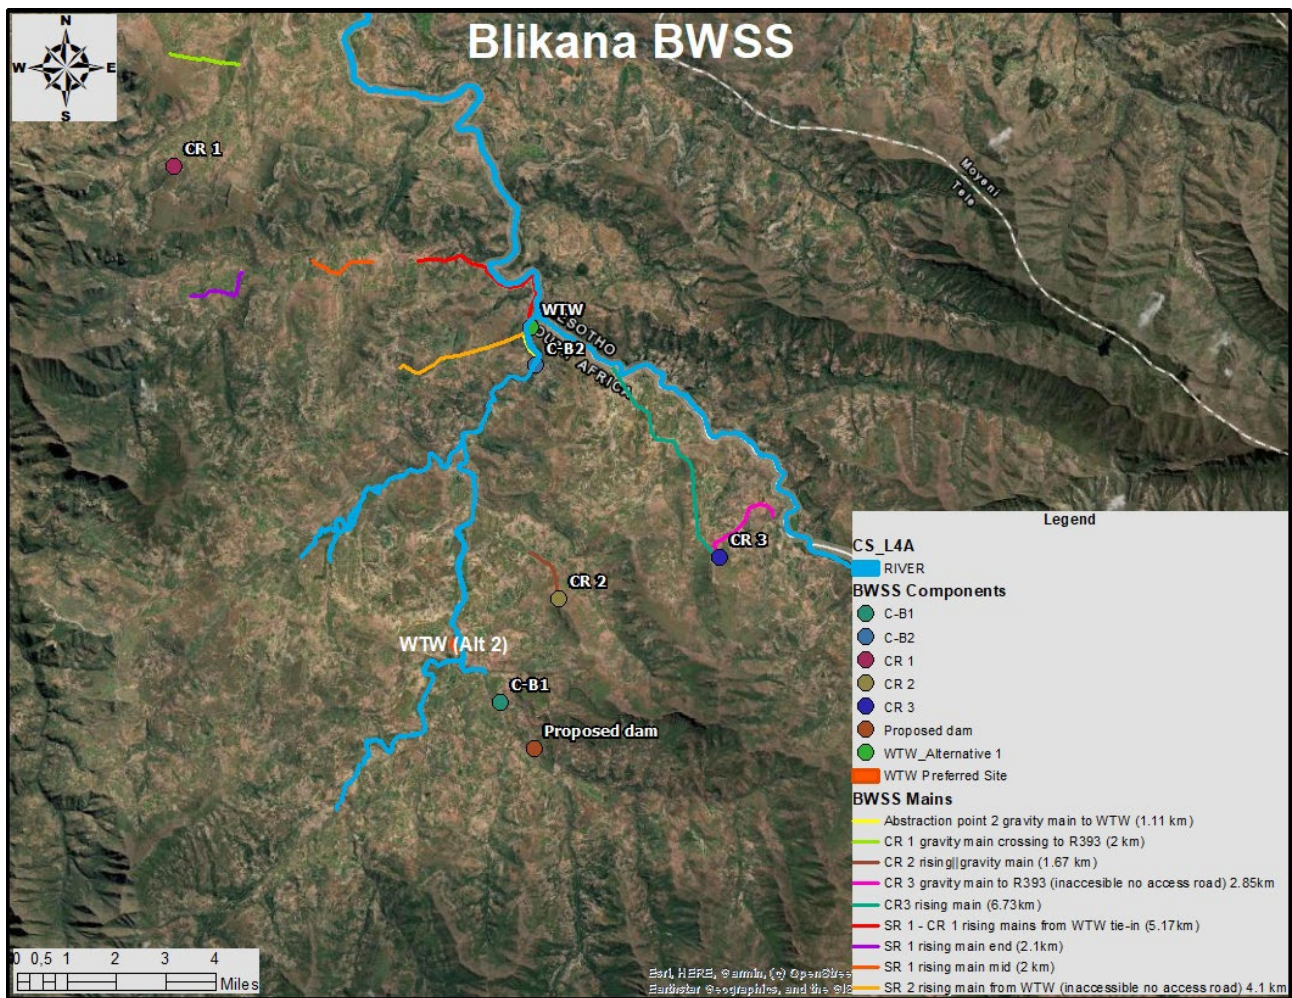 Blikana BWSS
N
W E
S
CR 1
Moyeni
Tele
WTW
LESOTHO
C-B2
SOUTH AFRICA
CR 3
CR 2
WTW (Alt 2)
C-B1
Proposed dam
Legend
CS_L4A
RIVER
BWSS Components
C-B1
C-B2
CR 1
CR 2
CR 3
Proposed dam
WTW_Alternative 1
WTW Preferred Site
BWSS Mains
Abstraction point 2 gravity main to WTW (1.11 km)
CR 1 gravity main crossing to R393 (2 km)
CR 2 rising||gravity main (1.67 km)
CR 3 gravity main to R393 (inaccesible no access road) 2.85km
CR3 rising main (6.73km)
SR 1 - CR 1 rising mains from WTW tie-in (5.17km)
SR 1 rising main end (2.1km)
SR 1 rising main mid (2 km)
SR 2 rising main from WTW (inaccessible no access road) 4.1 km
0 0,5 1 2 3 4
Miles
Esri, HERE, Garmin, (c) OpenStree
Earthstar Geographics, and the GIS